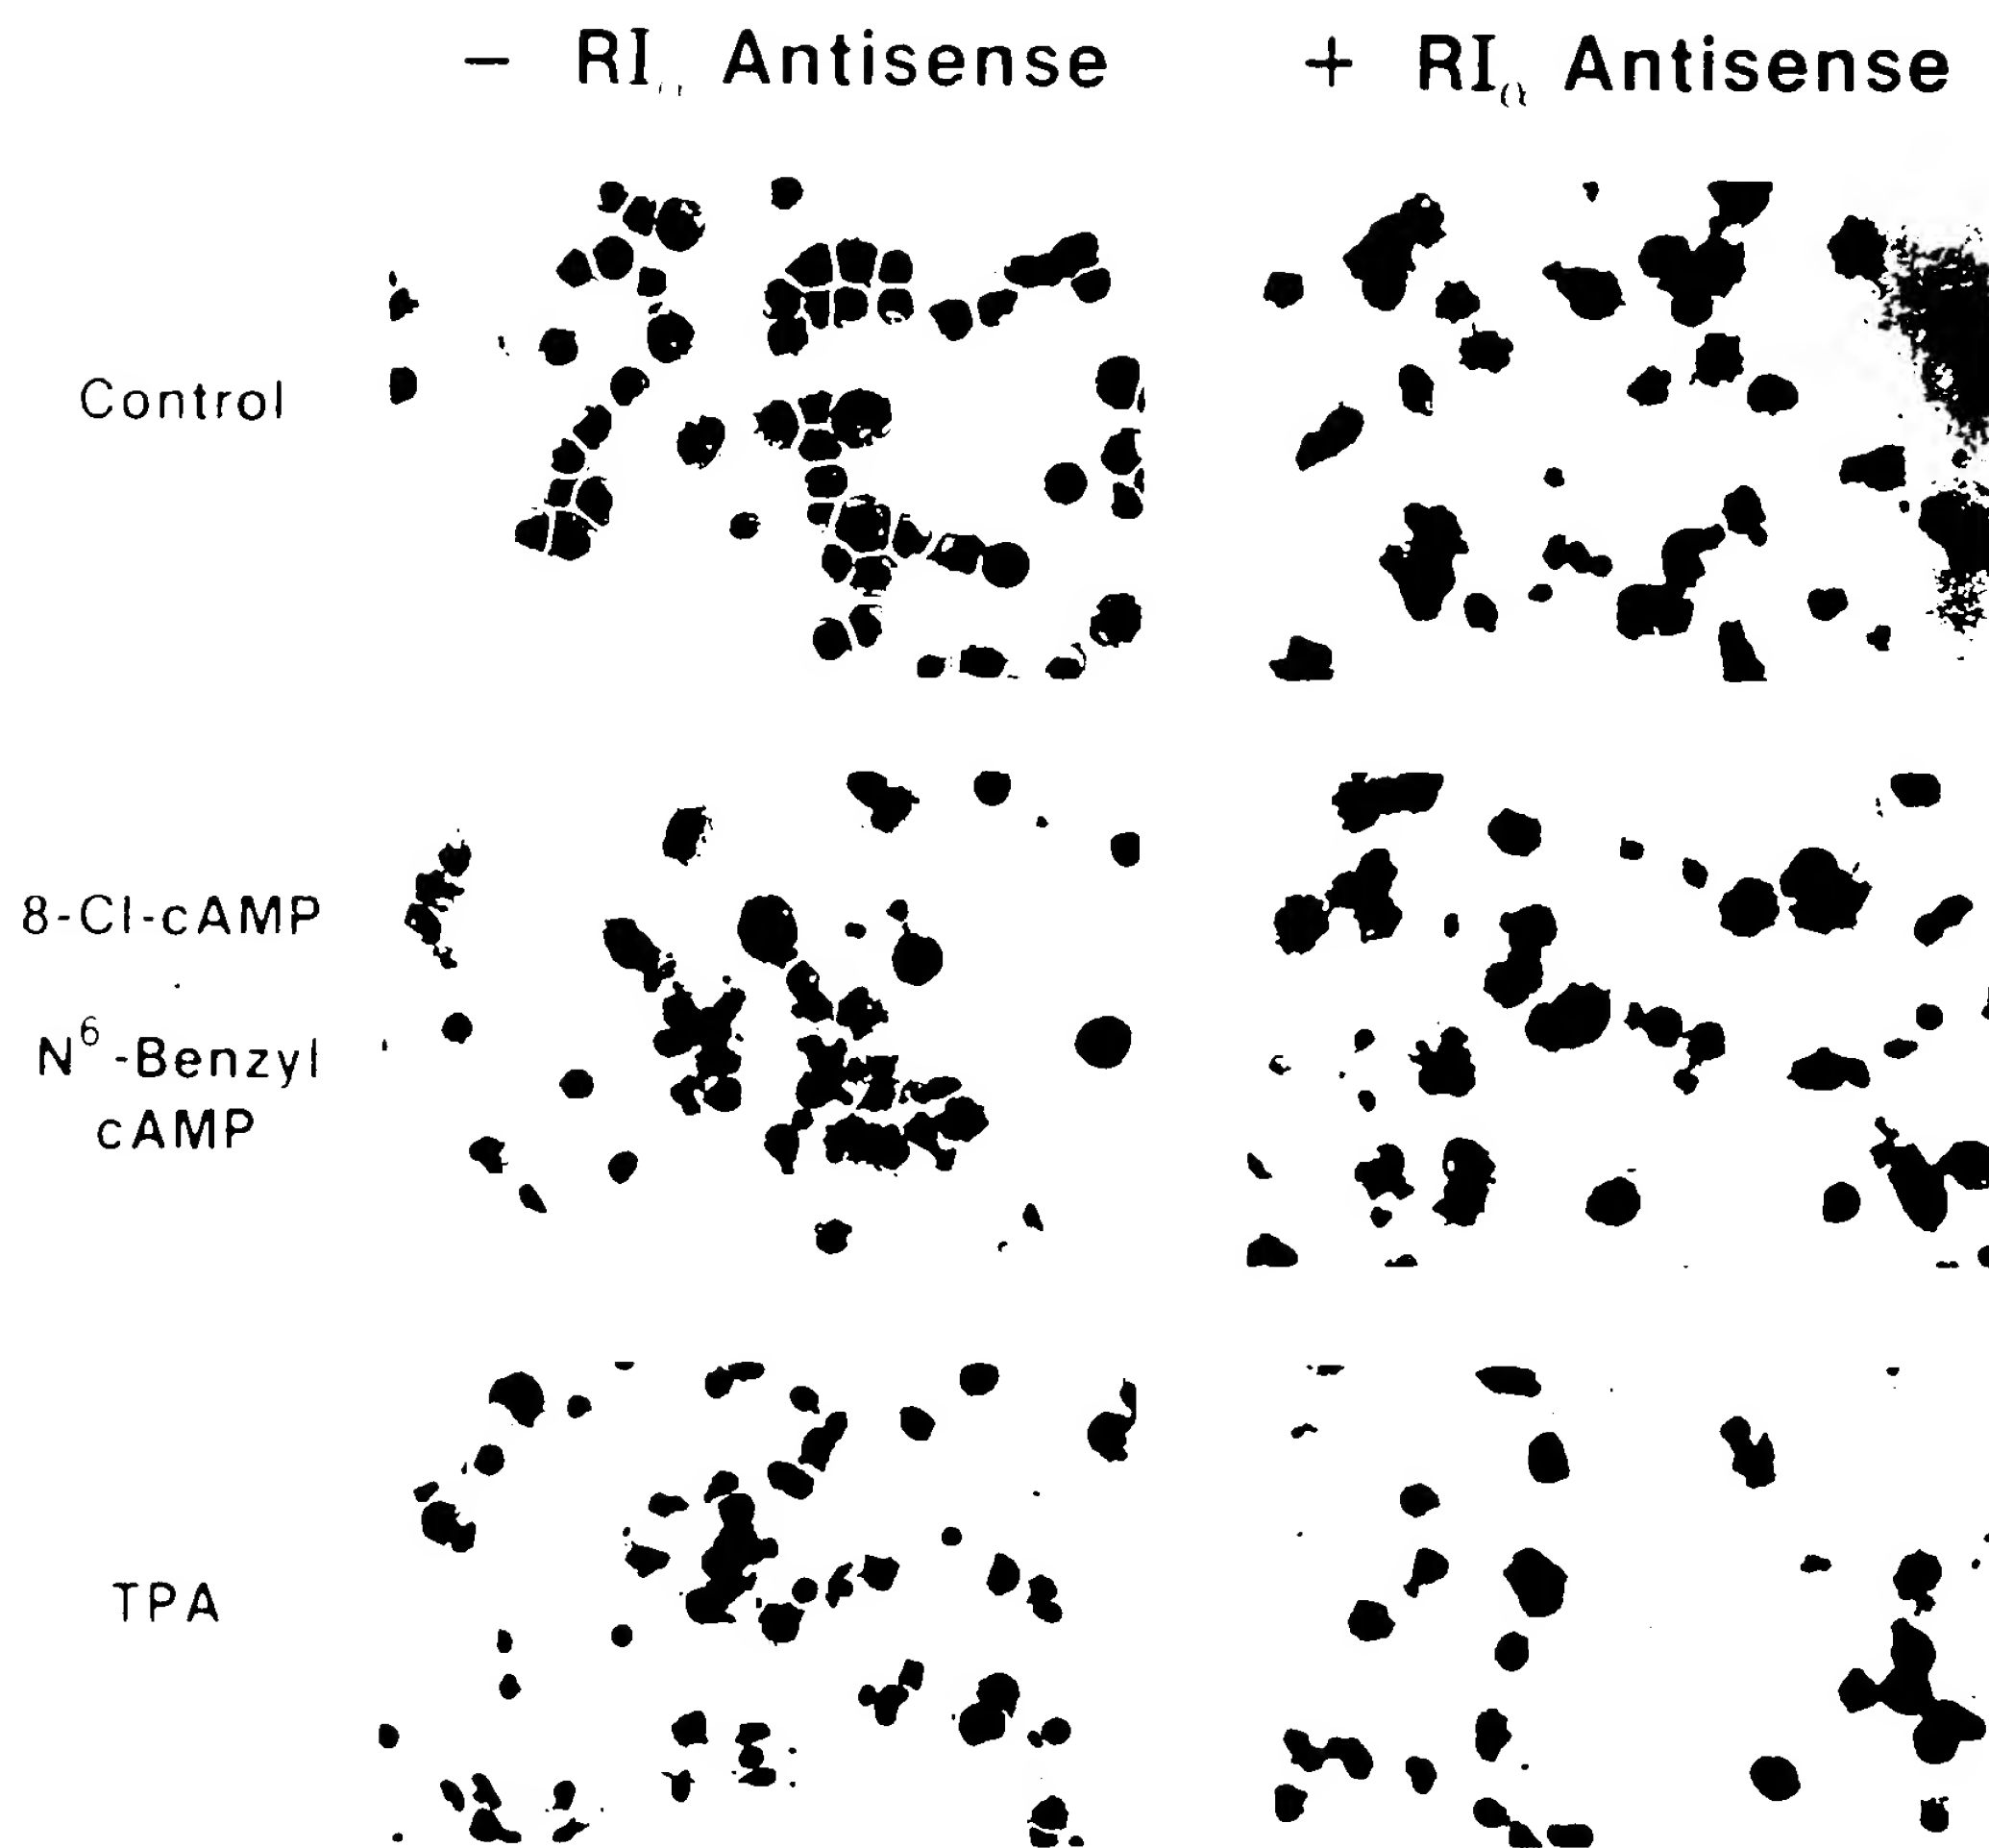 − RIα Antisense
+ RIα Antisense
Control
8-Cl-cAMP
N⁶-Benzyl
cAMP
TPA